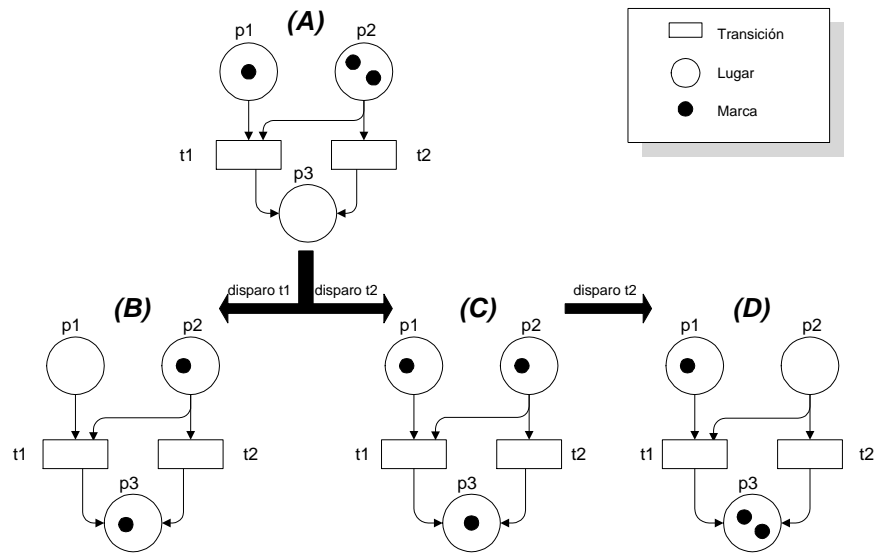 (A)
p1
p2
t1
t2
p3
Transición
Lugar
Marca
disparo t1
disparo t2
disparo t2
(B)
p1
p2
t1
t2
p3
(C)
p1
p2
t1
t2
p3
(D)
p1
p2
t1
t2
p3